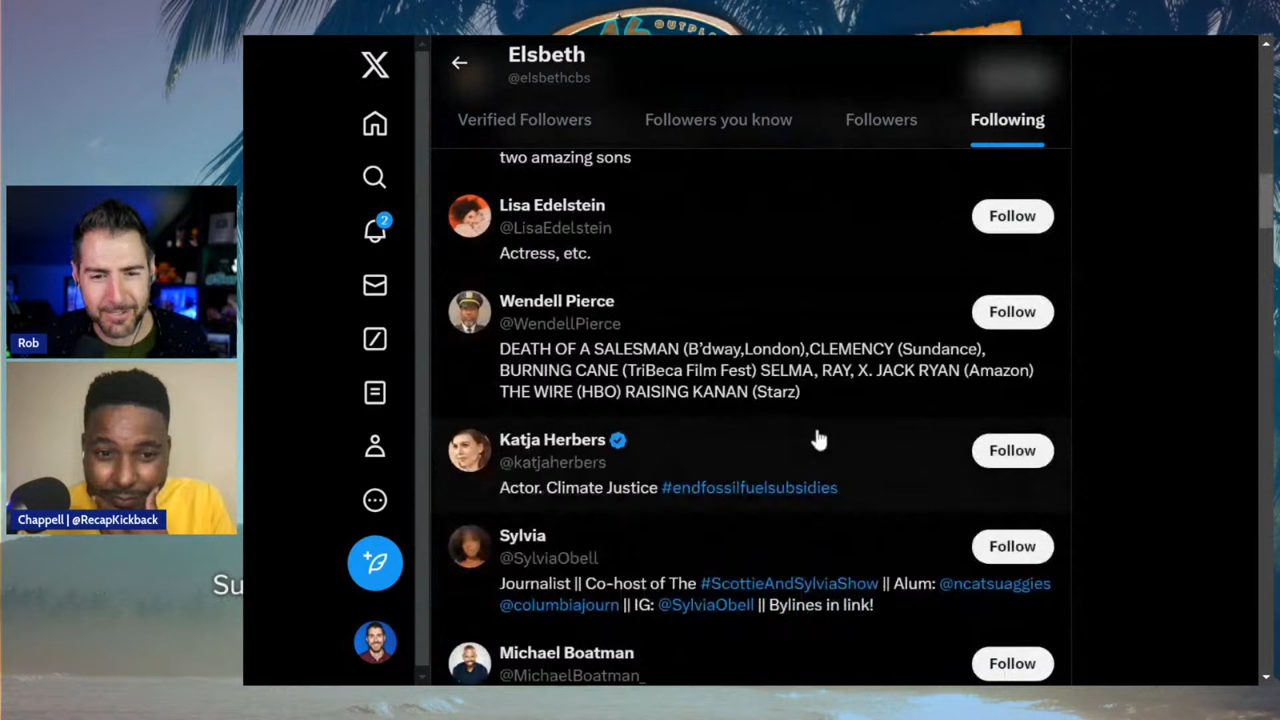 46
OUTPL
Elsbeth
@elsbethcbs
Verified Followers
Followers you know
Followers
Following
two amazing sons
Lisa Edelstein
@LisaEdelstein
Actress, etc.
Follow
Wendell Pierce
@WendellPierce
DEATH OF A SALESMAN (B'dway,London),CLEMENCY (Sundance),
BURNING CANE (TriBeca Film Fest) SELMA, RAY, X. JACK RYAN (Amazon)
THE WIRE (HBO) RAISING KANAN (Starz)
Follow
Katja Herbers
@katjaherbers
Actor. Climate Justice #endfossilfuelsubsidies
Follow
Sylvia
@SylviaObell
Journalist || Co-host of The #ScottieAndSylviaShow || Alum: @ncatsuaggies
@columbiajourn || IG: @SylviaObell || Bylines in link!
Follow
Michael Boatman
@MichaelBoatman_
Follow
2
Rob
Chappell | @RecapKickback
Su